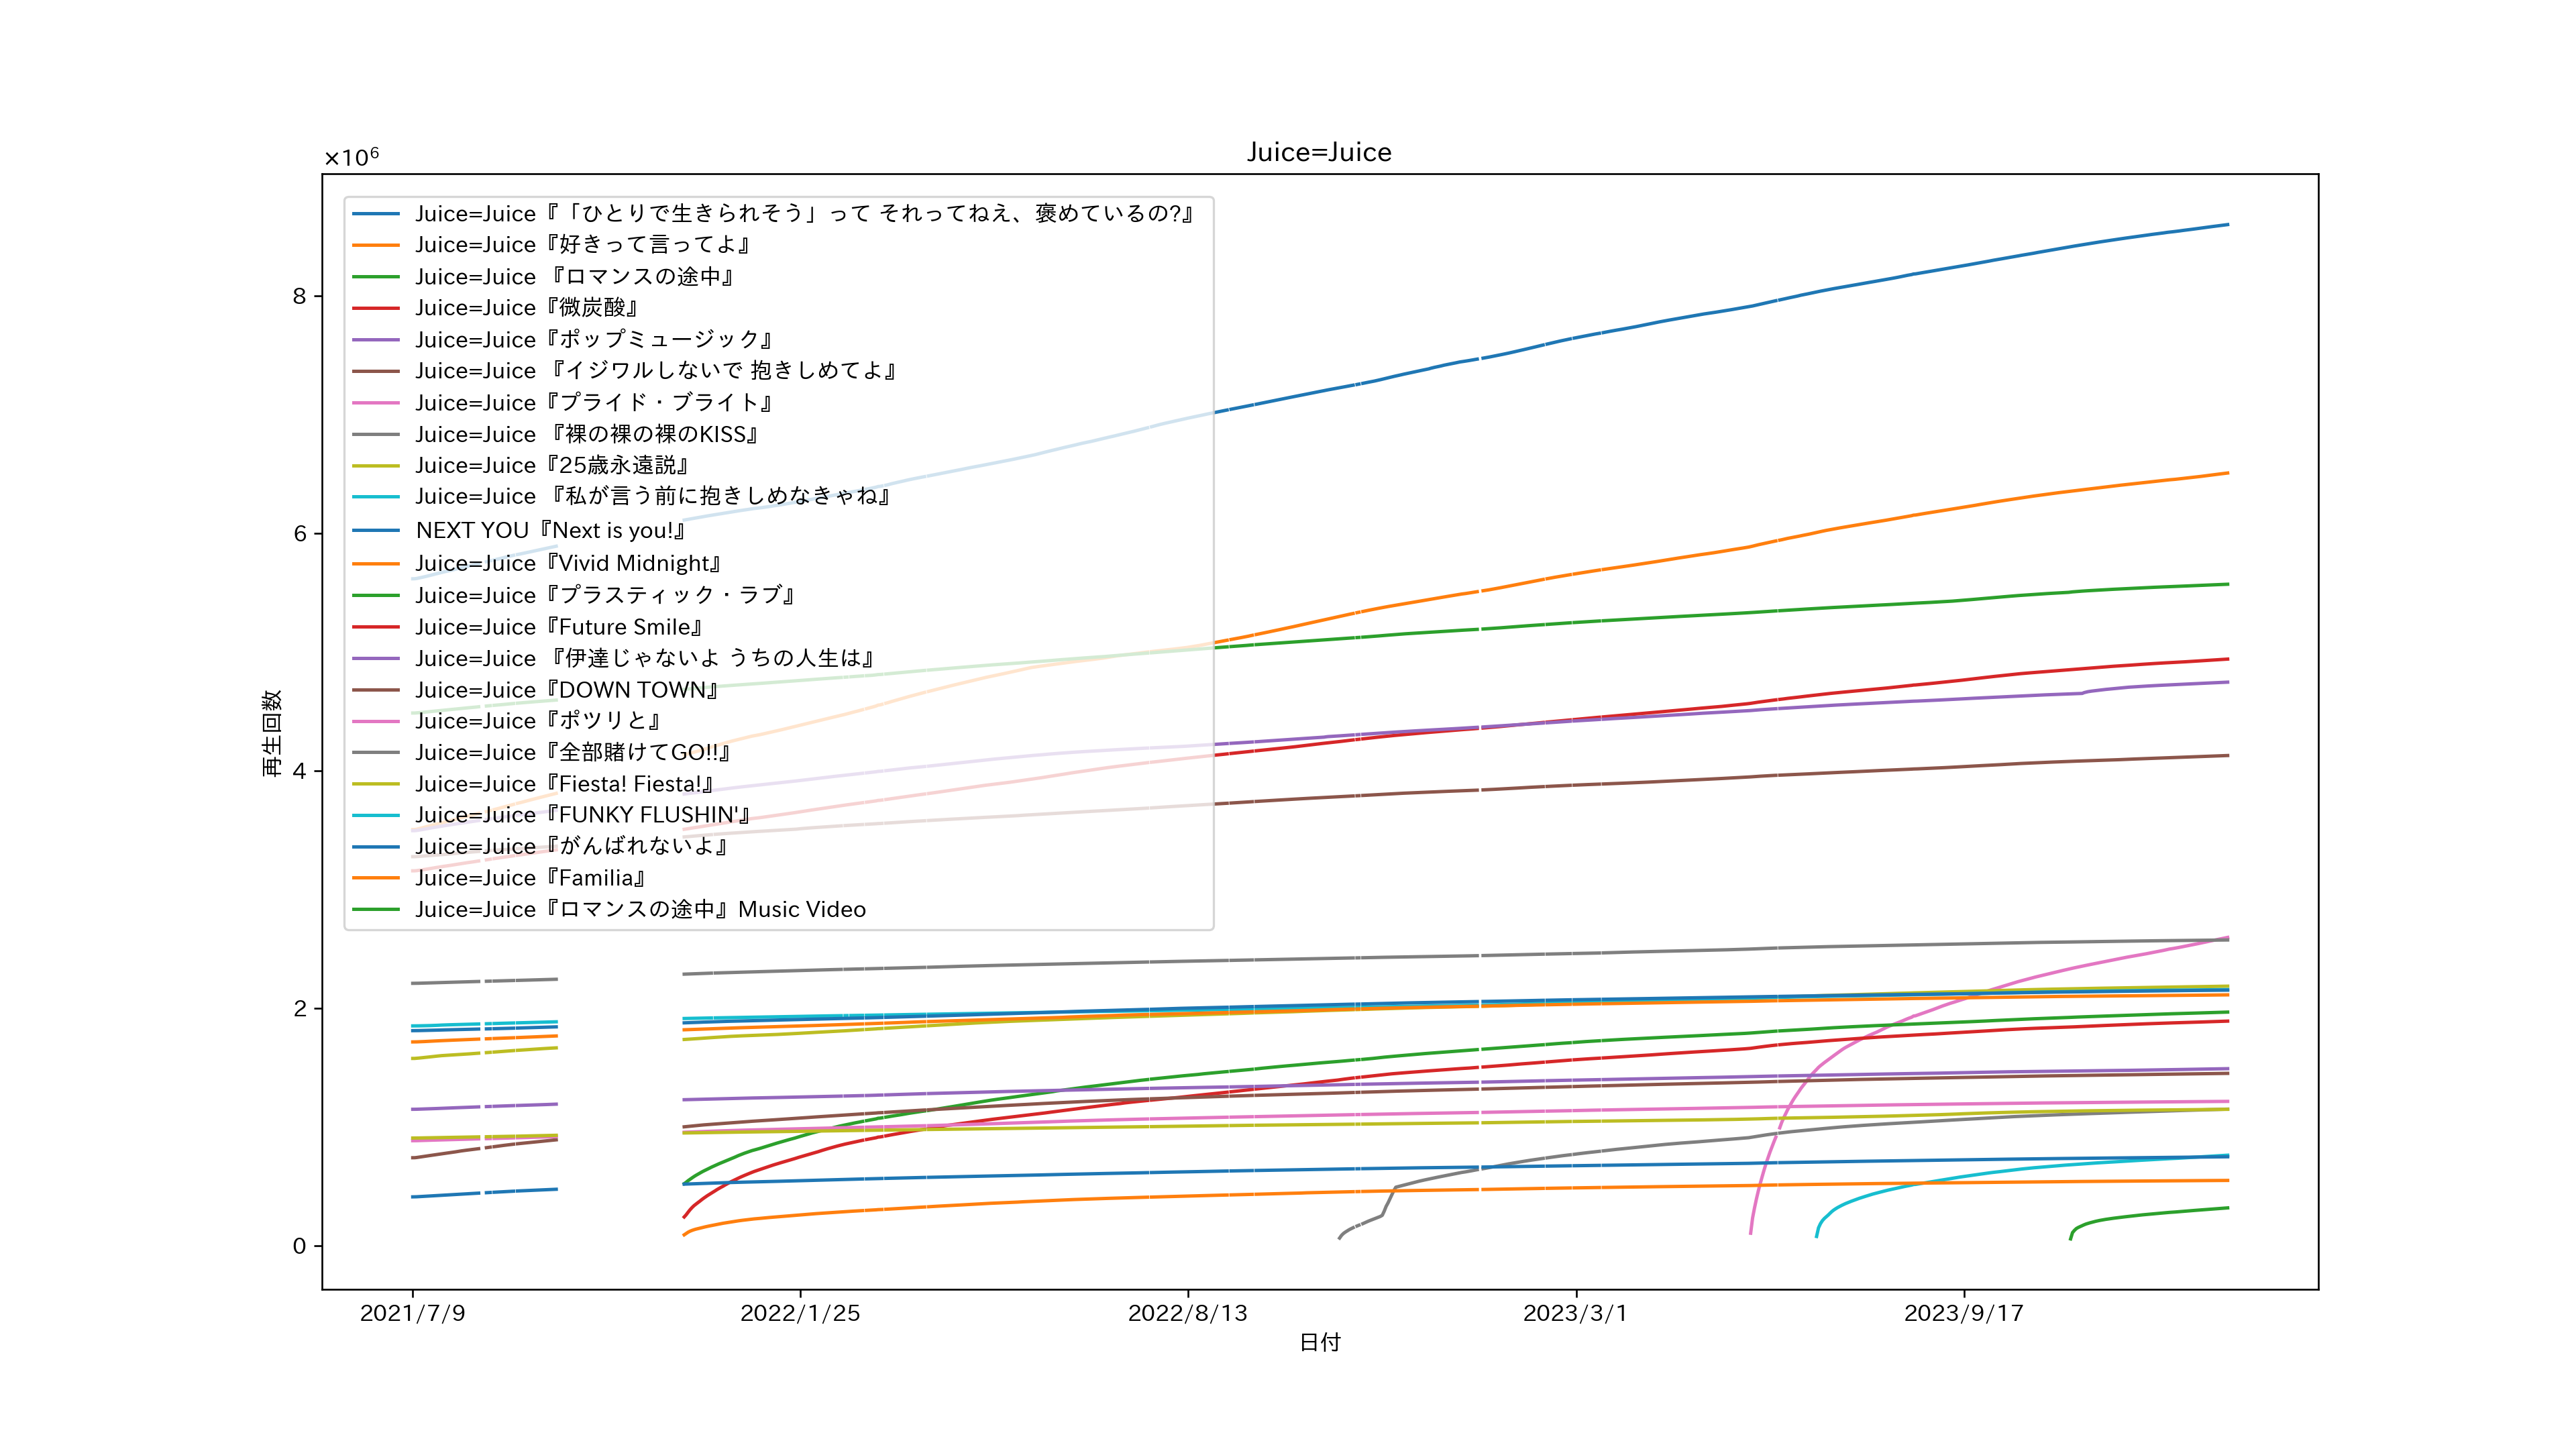 Juice=Juice
×10⁶
Juice=Juice『「ひとりで生きられそう」って それってねえ、褒めているの?』
Juice=Juice『好きって言ってよ』
Juice=Juice 『ロマンスの途中』
Juice=Juice『微炭酸』
Juice=Juice『ポップミュージック』
Juice=Juice 『イジワルしないで 抱きしめてよ』
Juice=Juice『プライド・ブライト』
Juice=Juice 『裸の裸の裸のKISS』
Juice=Juice『25歳永遠説』
Juice=Juice 『私が言う前に抱きしめなきゃね』
NEXT YOU『Next is you!』
Juice=Juice『Vivid Midnight』
Juice=Juice『プラスティック・ラブ』
Juice=Juice『Future Smile』
Juice=Juice 『伊達じゃないよ うちの人生は』
Juice=Juice『DOWN TOWN』
Juice=Juice『ポツリと』
Juice=Juice『全部賭けてGO!!』
Juice=Juice『Fiesta! Fiesta!』
Juice=Juice『FUNKY FLUSHIN'』
Juice=Juice『がんばれないよ』
Juice=Juice『Familia』
Juice=Juice『ロマンスの途中』Music Video
8
6
4
2
0
再生回数
2021/7/9
2022/1/25
2022/8/13
2023/3/1
2023/9/17
日付